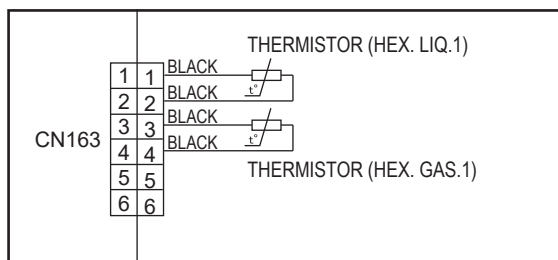 THERMISTOR (HEX. LIQ.1)
1 1 BLACK
t°
2 2 BLACK
3 3 BLACK
t°
CN163
4 4 BLACK
5 5
THERMISTOR (HEX. GAS.1)
6 6